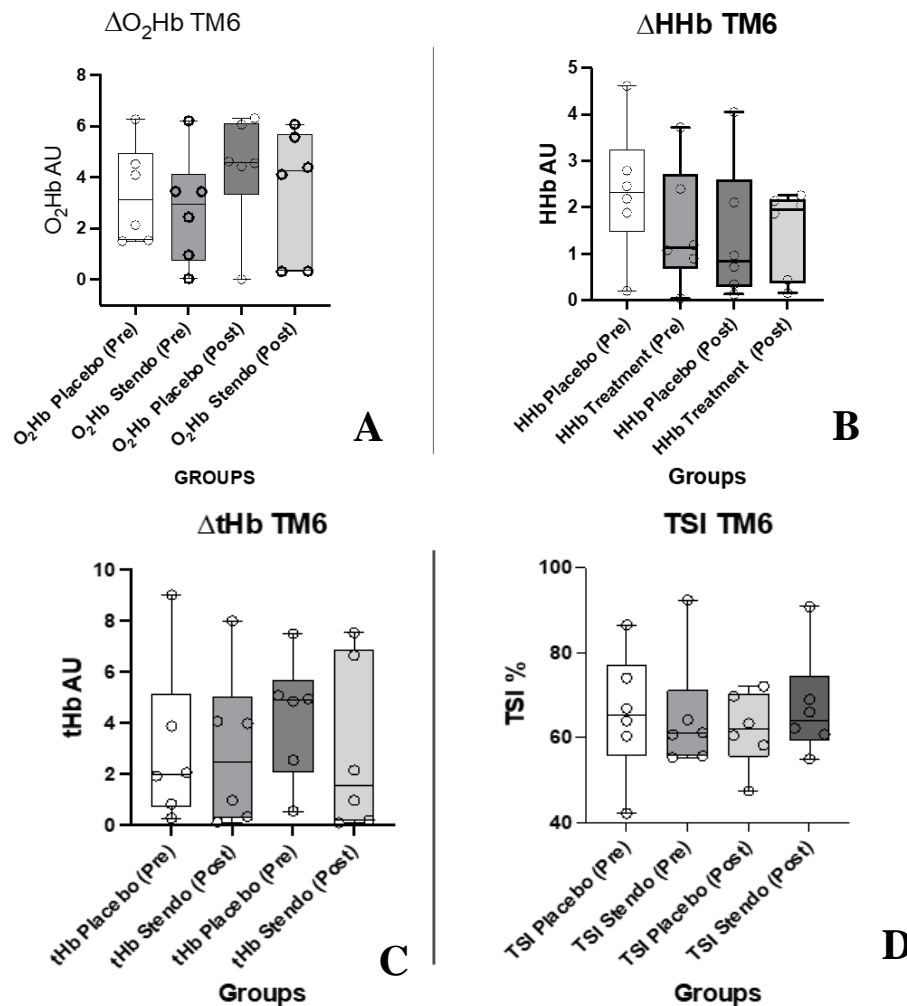 ΔO₂Hb TM6
O₂Hb AU
8
6
4
2
0
O₂Hb Placebo (Pre)
O₂Hb Stendo (Pre)
O₂Hb Placebo (Post)
O₂Hb Stendo (Post)
A
GROUPS
ΔHHb TM6
HHb AU
5
4
3
2
1
0
HHb Placebo (Pre)
HHb Treatment (Pre)
HHb Placebo (Post)
HHb Treatment (Post)
B
Groups
ΔtHb TM6
tHb AU
10
8
6
4
2
0
tHb Placebo (Pre)
tHb Stendo (Post)
tHb Placebo (Pre)
tHb Stendo (Post)
C
Groups
TSI TM6
TSI %
100
80
60
40
TSI Placebo (Pre)
TSI Stendo (Pre)
TSI Placebo (Post)
TSI Stendo (Post)
D
Groups